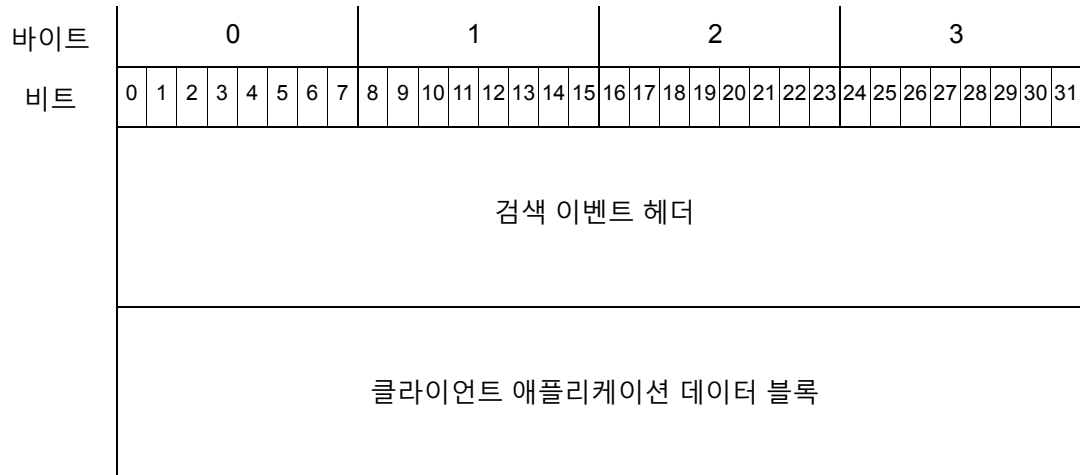 바이트 0 1 2 3
비트 0 1 2 3 4 5 6 7 8 9 10 11 12 13 14 15 16 17 18 19 20 21 22 23 24 25 26 27 28 29 30 31
검색 이벤트 헤더
클라이언트 애플리케이션 데이터 블록